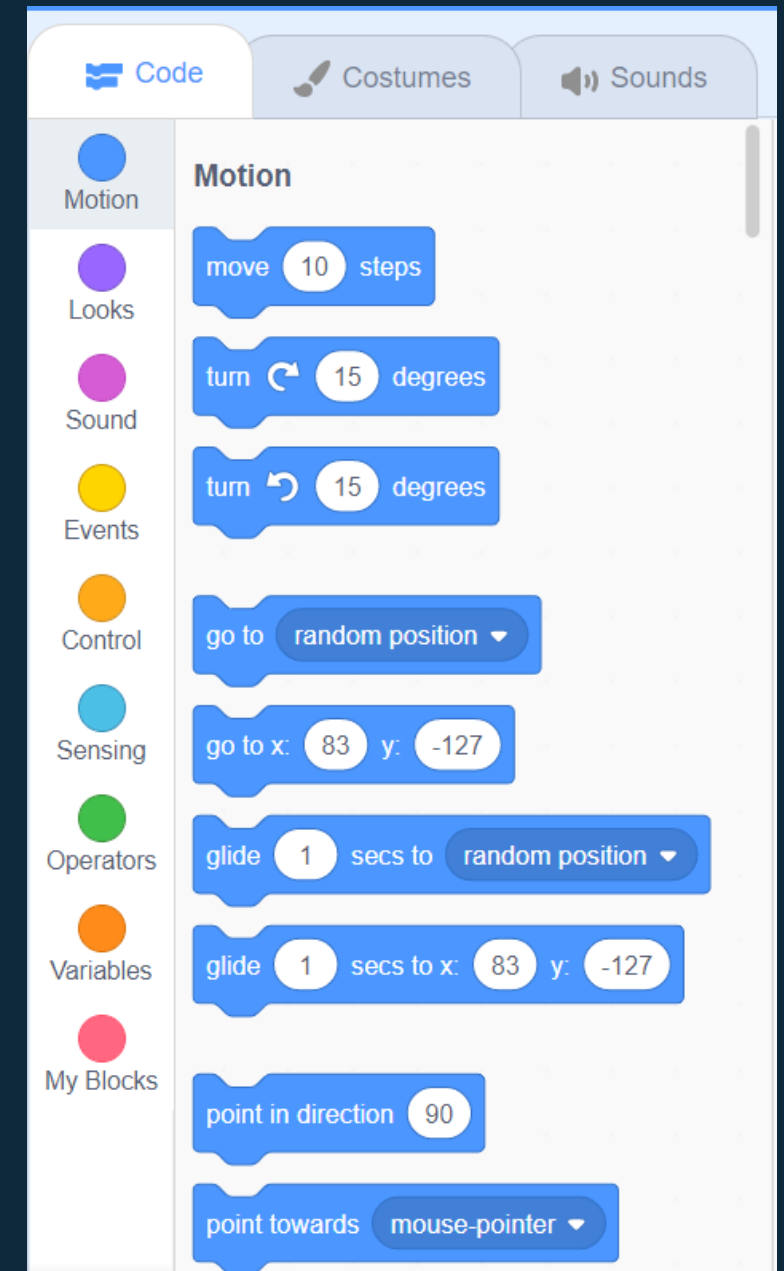 Code Costumes Sounds
Motion
Looks
Sound
Events
Control
Sensing
Operators
Variables
My Blocks
Motion
move 10 steps
turn 15 degrees
turn 15 degrees
go to random position
go to x: 83 y: -127
glide 1 secs to random position
glide 1 secs to x: 83 y: -127
point in direction 90
point towards mouse-pointer